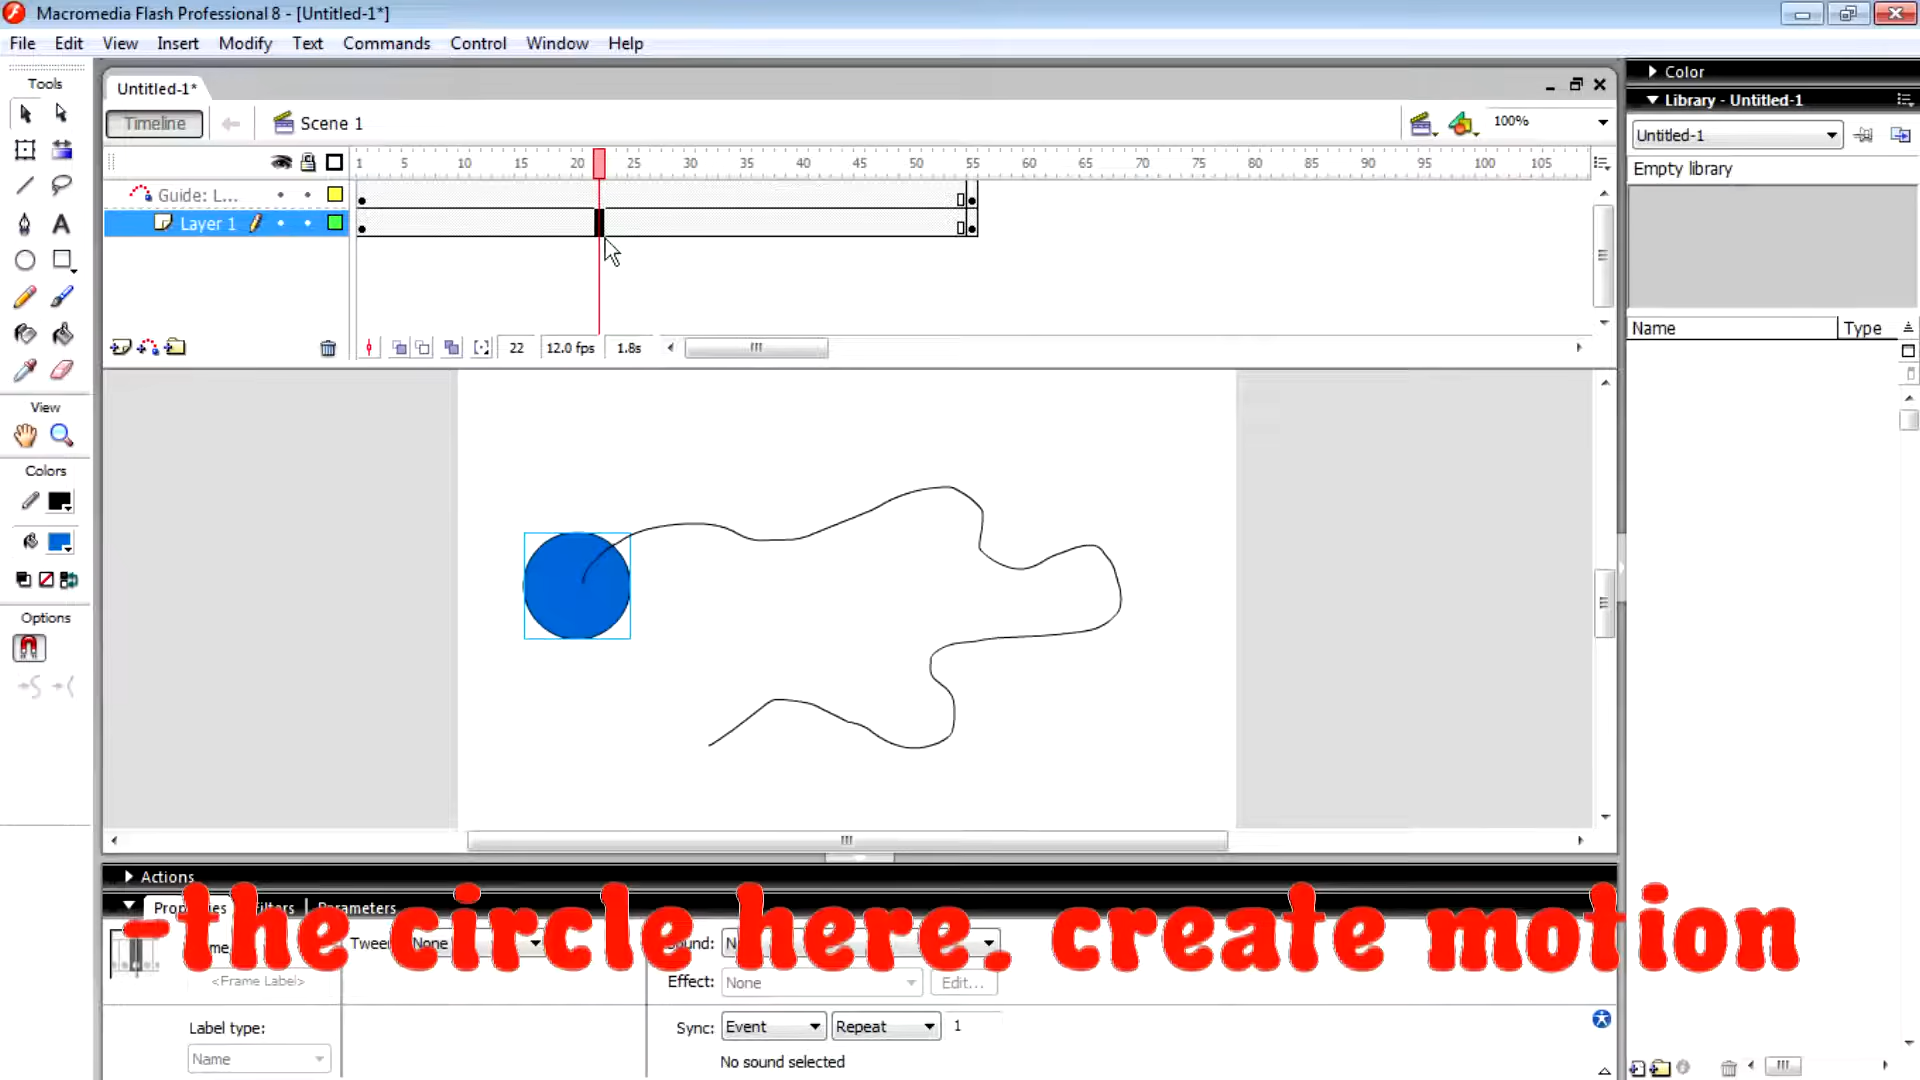 Macromedia Flash Professional 8 - [Untitled-1*]
File Edit View Insert Modify Text Commands Control Window Help
Tools
Untitled-1*
Color
Library - Untitled-1
Timeline
Scene 1
100%
Untitled-1
1 5 10 15 20 25 30 35 40 45 50 55 60 65 70 75 80 85 90 95 100 105
Empty library
Guide: L...
Layer 1
Name Type
22 12.0 fps 1.8s
View
Colors
Options
Actions
Filters Parameters
-the circle here. create motion
Tween: None
Sound:
<Frame Label>
Effect: None Edit...
Label type:
Sync: Event Repeat 1
Name
No sound selected